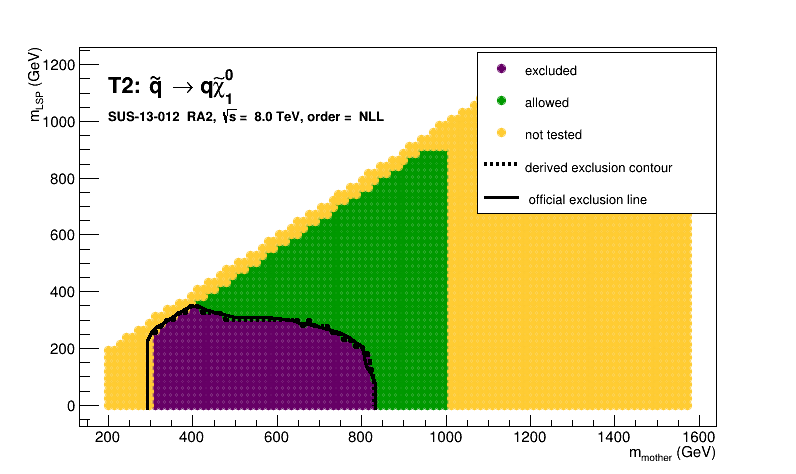 T2: q̃ → qχ̃₁⁰
SUS-13-012 RA2, √s = 8.0 TeV, order = NLL
excluded
allowed
not tested
derived exclusion contour
official exclusion line
m_LSP (GeV)
1200
1000
800
600
400
200
0
200 400 600 800 1000 1200 1400 1600
m_mother (GeV)